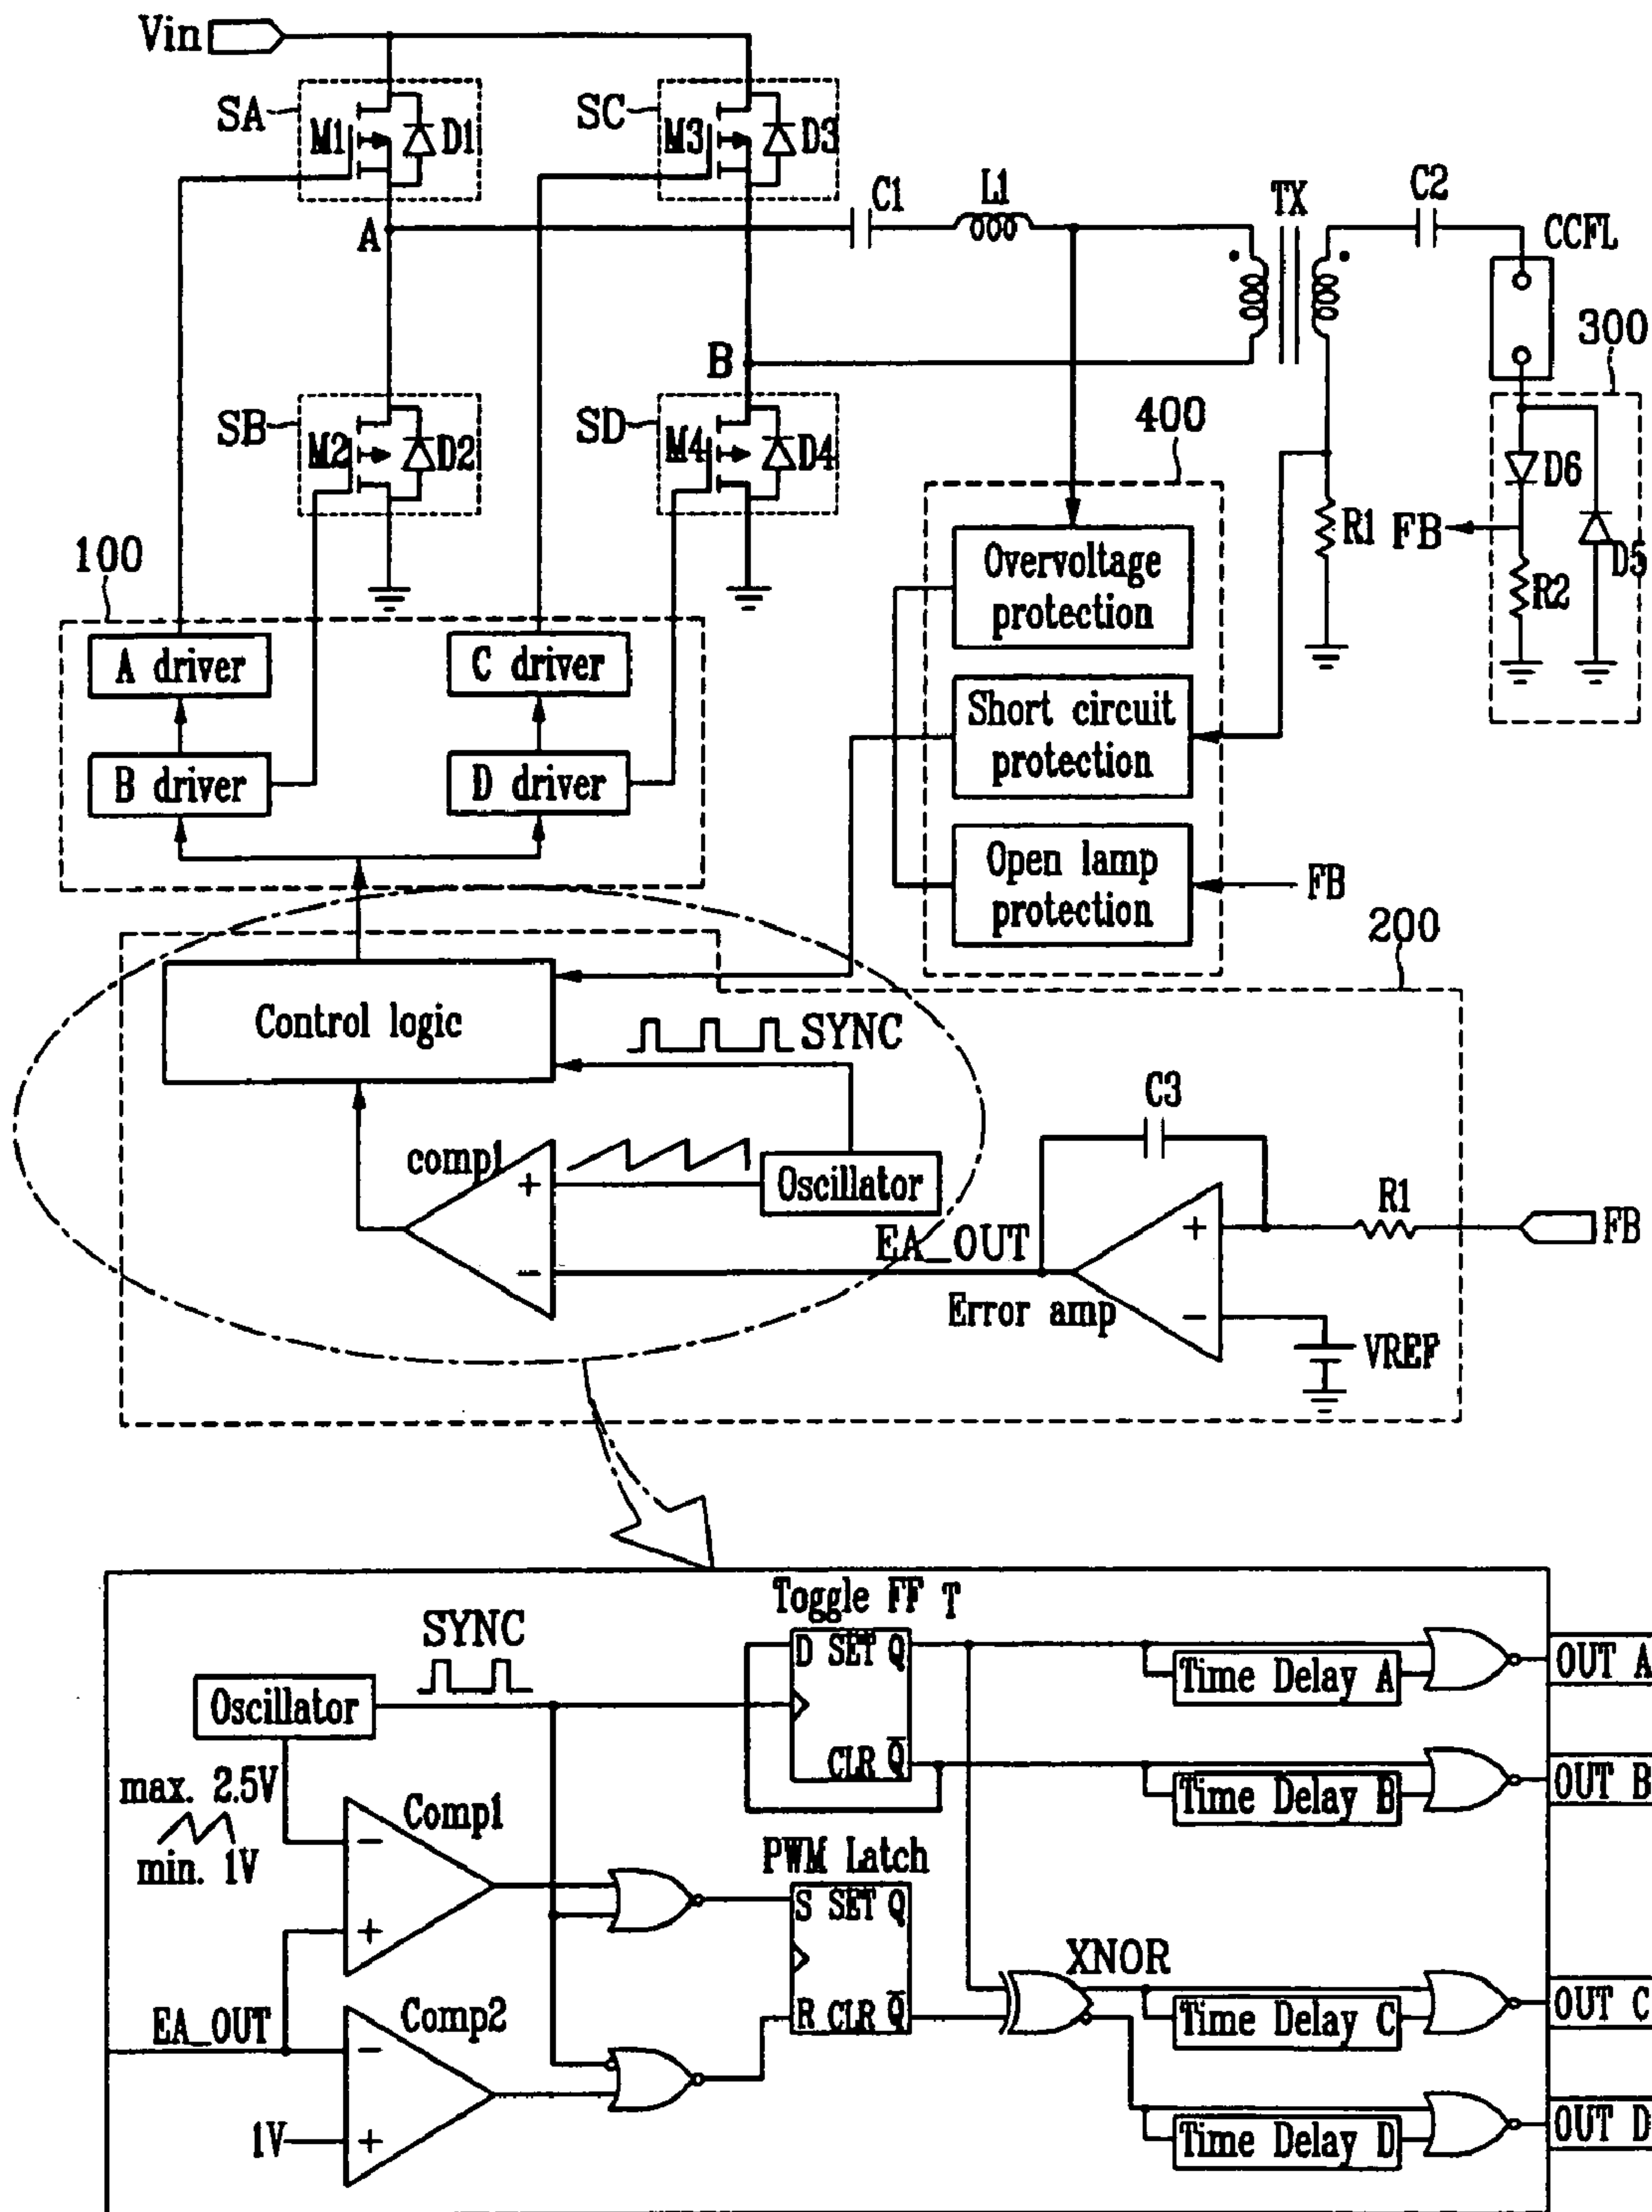 Vin
SA
M1
D1
SC
M3
D3
A
C1
L1
TX
C2
CCFL
300
B
SB
M2
D2
SD
M4
D4
400
D6
R1
FB
D5
R2
100
Overvoltage
protection
A driver
C driver
Short circuit
protection
B driver
D driver
Open lamp
protection
FB
200
Control logic
SYNC
C3
comp1
+
Oscillator
R1
EA_OUT
+
FB
−
Error amp
−
VREF
Toggle FF T
SYNC
D SET Q
Time Delay A
OUT A
Oscillator
CLR Q̅
max. 2.5V
Comp1
Time Delay B
OUT B
−
min. 1V
PWM Latch
S SET Q
+
XNOR
EA_OUT
Comp2
R CLR Q̅
Time Delay C
OUT C
−
1V
+
Time Delay D
OUT D